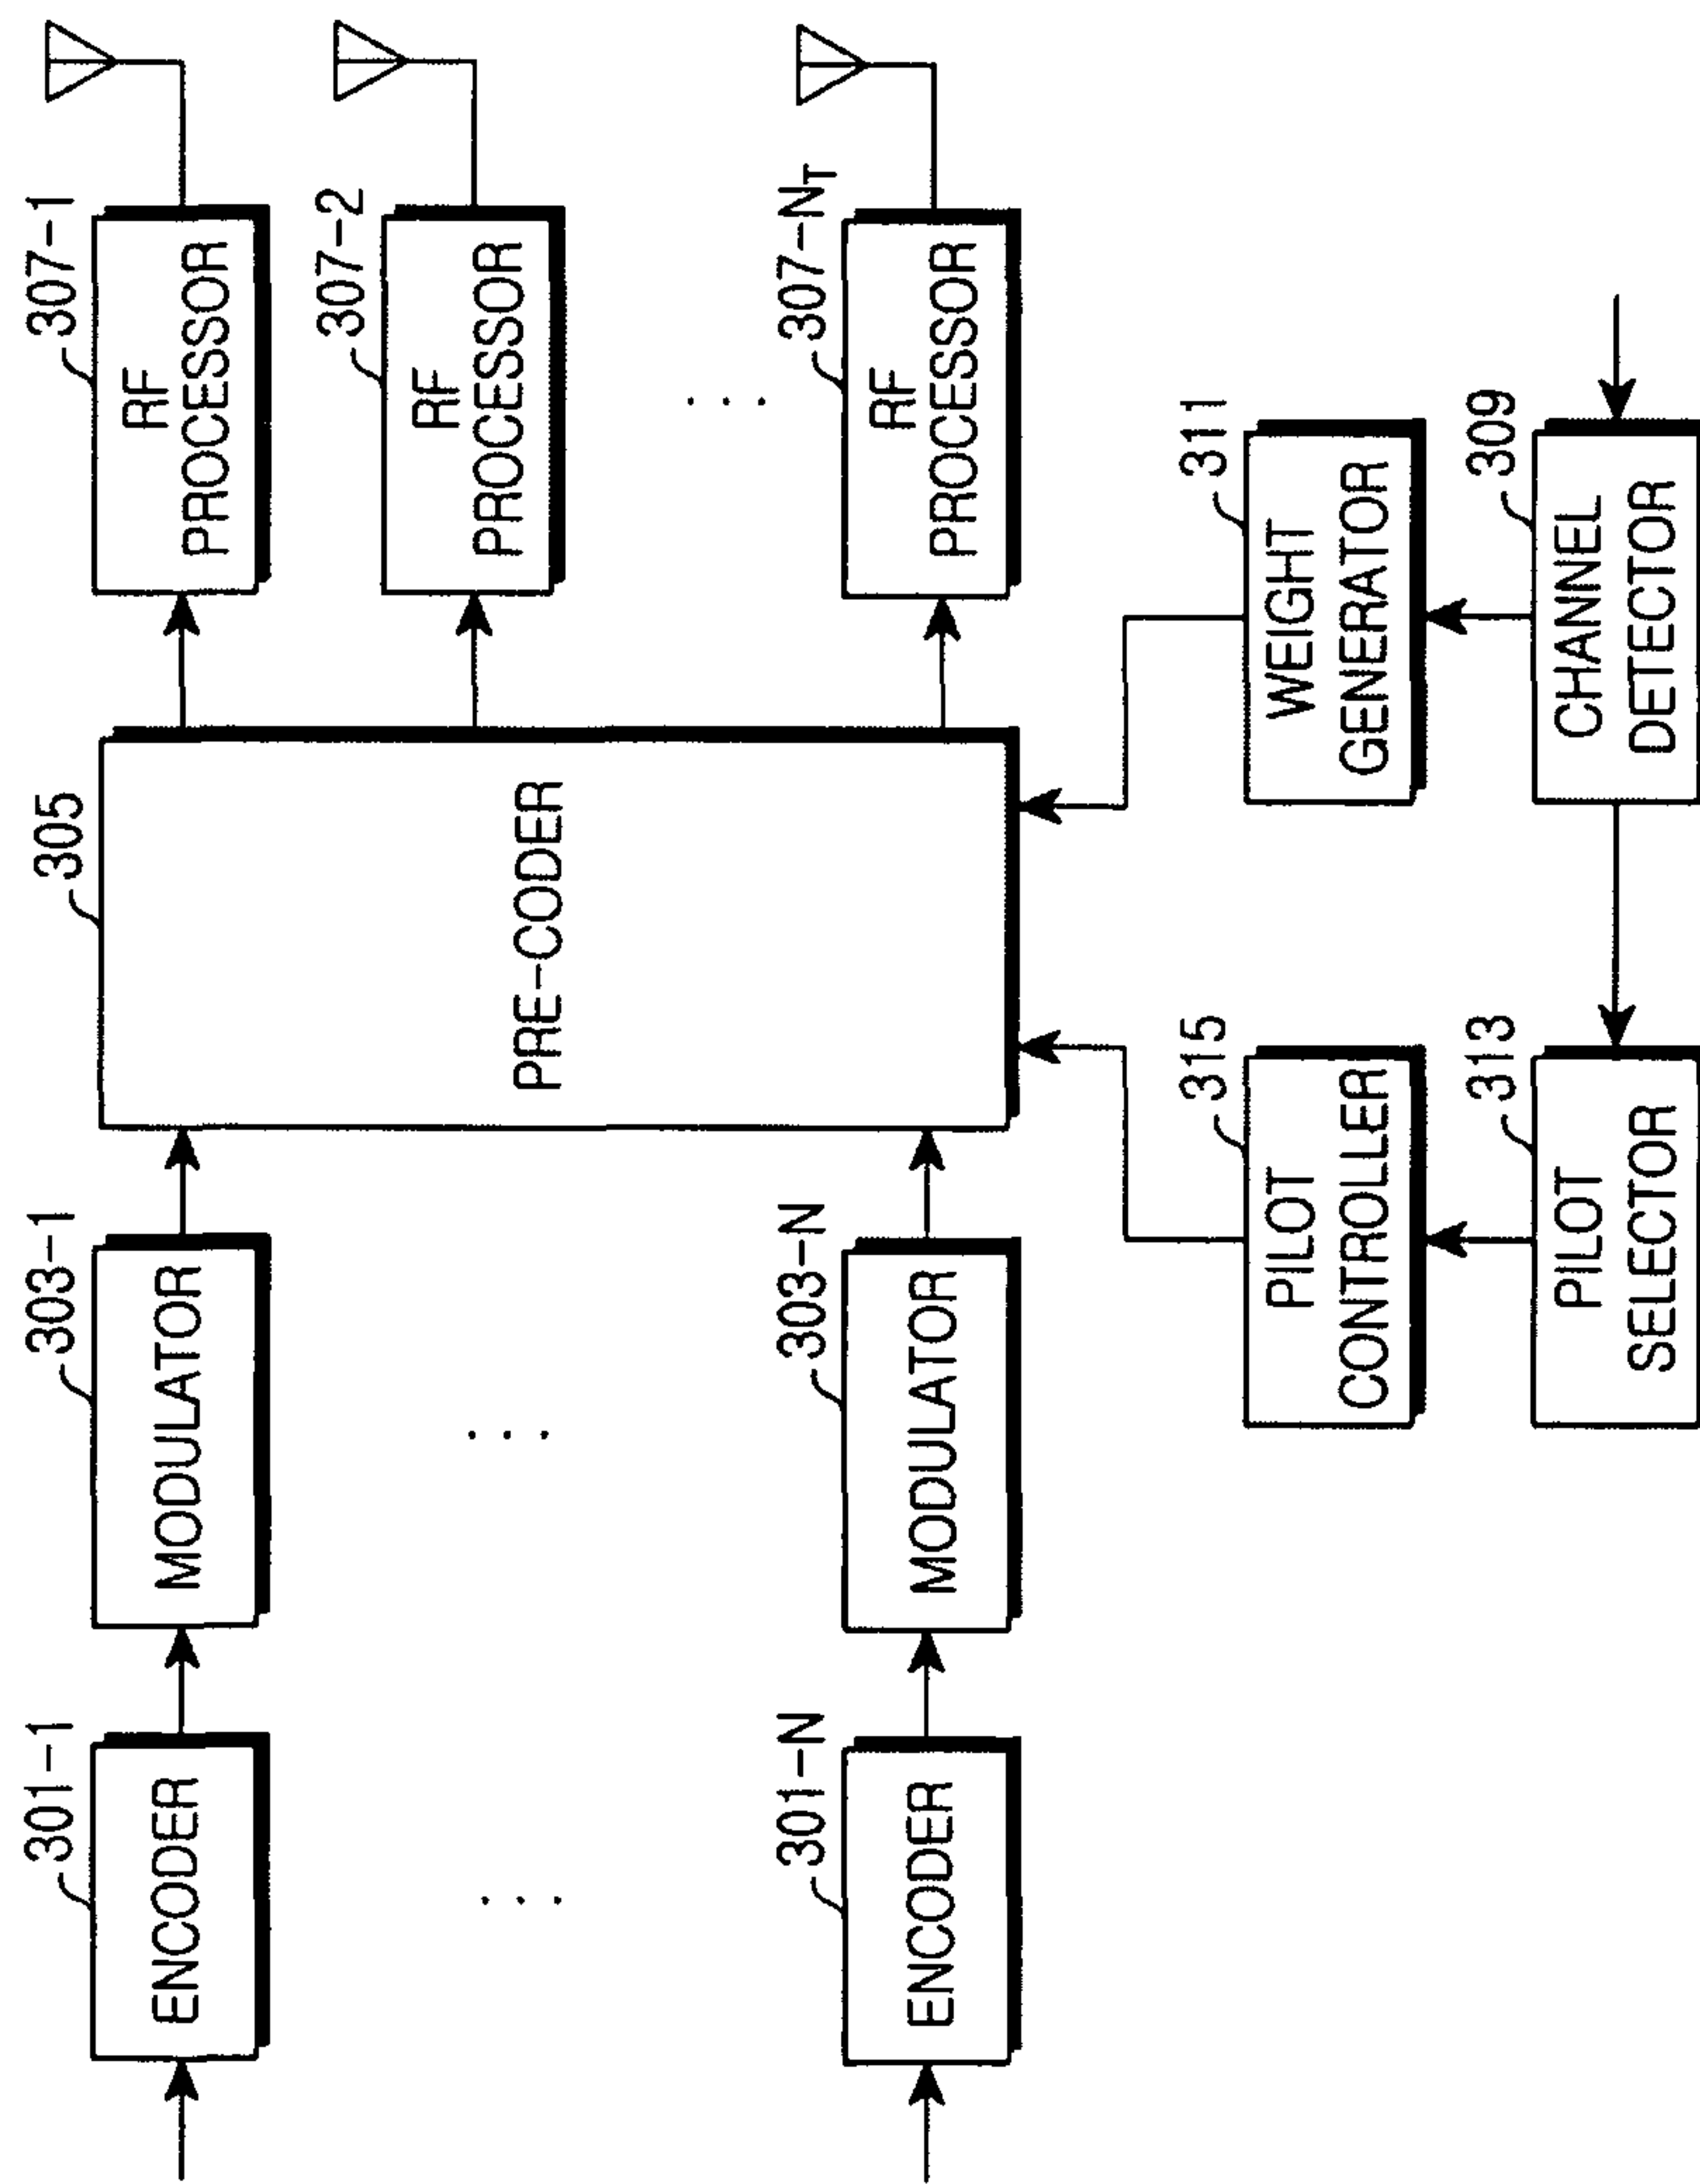 301-1
ENCODER
303-1
MODULATOR
305
PRE-CODER
307-1
RF
PROCESSOR
307-2
RF
PROCESSOR
. . .
. . .
. . .
301-N
ENCODER
303-N
MODULATOR
307-NT
RF
PROCESSOR
315
PILOT
CONTROLLER
311
WEIGHT
GENERATOR
313
PILOT
SELECTOR
309
CHANNEL
DETECTOR